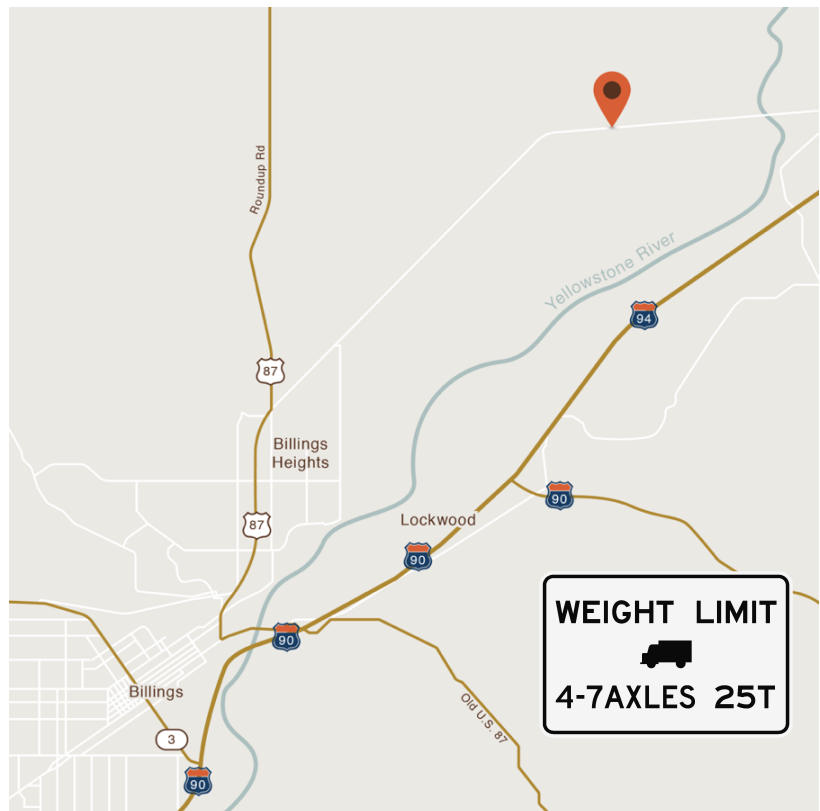 Roundup Rd
Yellowstone River
94
87
Billings
Heights
90
Lockwood
87
90
90
WEIGHT LIMIT
4-7AXLES 25T
Billings
Old U.S. 87
3
90